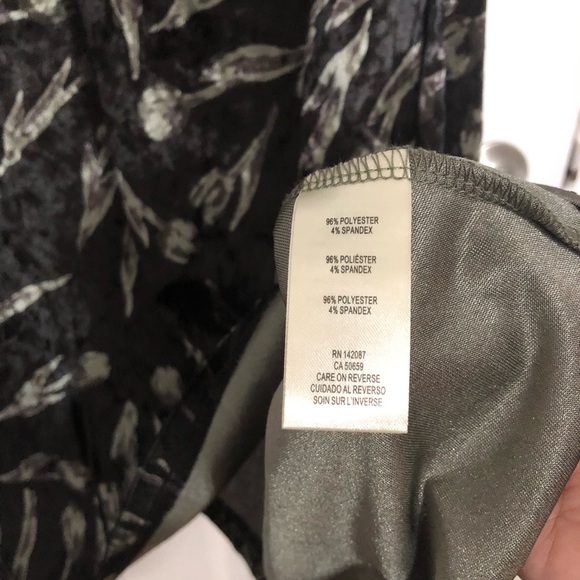 96% POLYESTER
4% SPANDEX
96% POLIÉSTER
4% SPANDEX
96% POLYESTER
4% SPANDEX
RN 142087
CA 50659
CARE ON REVERSE
CUIDADO AL REVERSO
SOIN SUR L'INVERSE